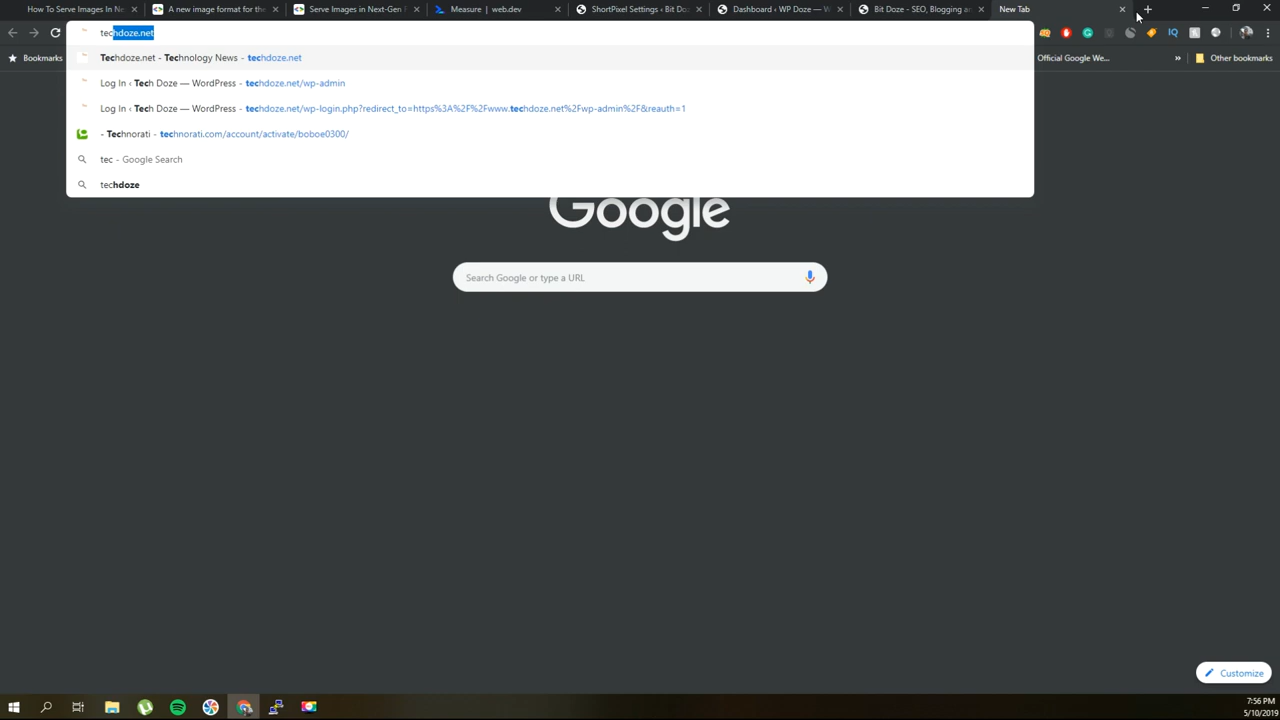 How To Serve Images In Ne
A new image format for the
Serve Images in Next-Gen F
Measure | web.dev
ShortPixel Settings ‹ Bit Doz
Dashboard ‹ WP Doze — W
Bit Doze - SEO, Blogging an
New Tab
techdoze.net
Bookmarks
Official Google We...
»
Other bookmarks
Techdoze.net - Technology News - techdoze.net
Log In ‹ Tech Doze — WordPress - techdoze.net/wp-admin
Log In ‹ Tech Doze — WordPress - techdoze.net/wp-login.php?redirect_to=https%3A%2F%2Fwww.techdoze.net%2Fwp-admin%2F&reauth=1
- Technorati - technorati.com/account/activate/boboe0300/
tec - Google Search
techdoze
Google
Search Google or type a URL
Customize
7:56 PM
5/10/2019